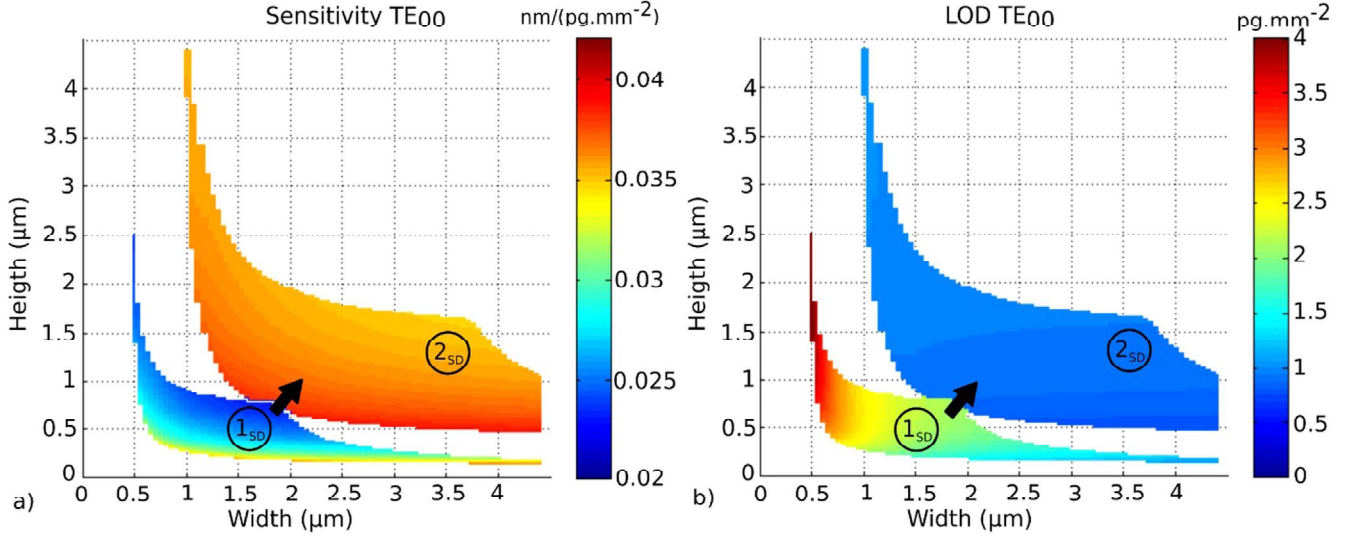 Sensitivity TE00
nm/(pg.mm-2)
Heigth (µm)
4
3.5
3
2.5
2
1.5
1
0.5
0
0 0.5 1 1.5 2 2.5 3 3.5 4
Width (µm)
1SD
2SD
0.04
0.035
0.03
0.025
0.02
a)
LOD TE00
pg.mm-2
Heigth (µm)
4
3.5
3
2.5
2
1.5
1
0.5
0
0 0.5 1 1.5 2 2.5 3 3.5 4
Width (µm)
1SD
2SD
4
3.5
3
2.5
2
1.5
1
0.5
0
b)